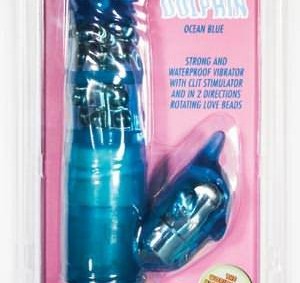 DOLPHIN
OCEAN BLUE
STRONG AND
WATERPROOF VIBRATOR
WITH CLIT STIMULATOR
AND IN 2 DIRECTIONS
ROTATING LOVE BEADS